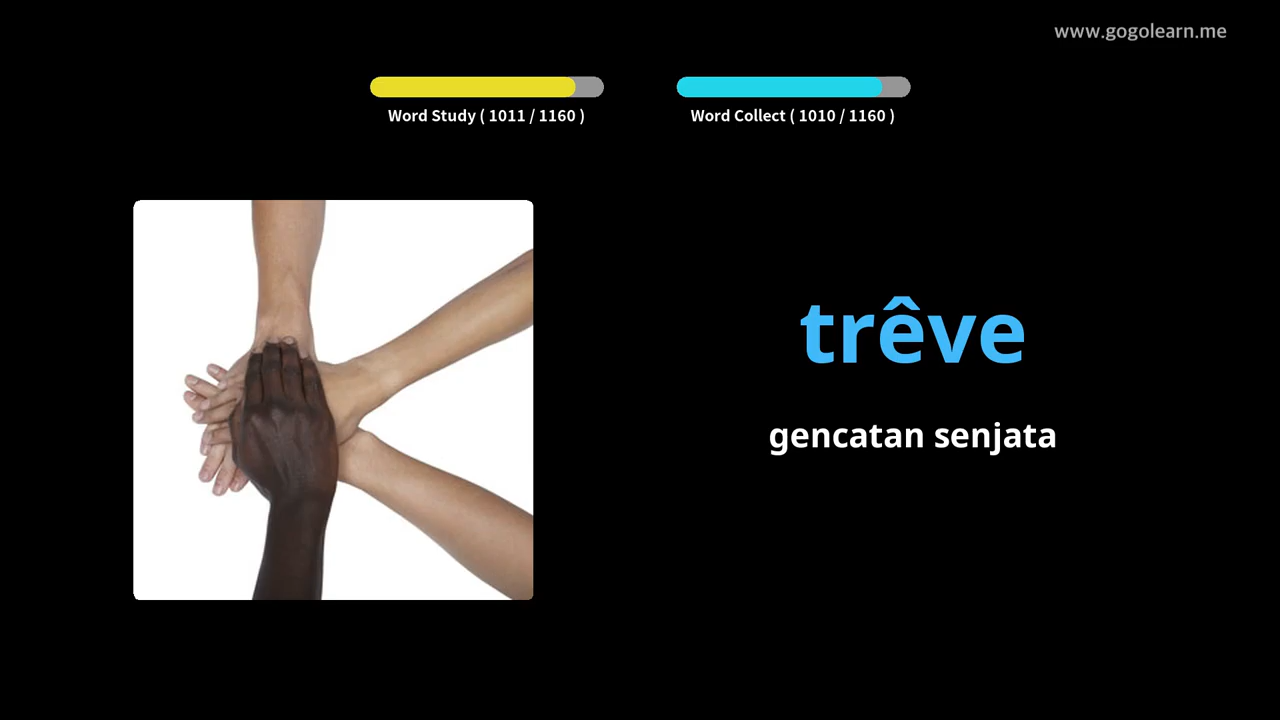 www.gogolearn.me
Word Study ( 1011 / 1160 )
Word Collect ( 1010 / 1160 )
trêve
gencatan senjata